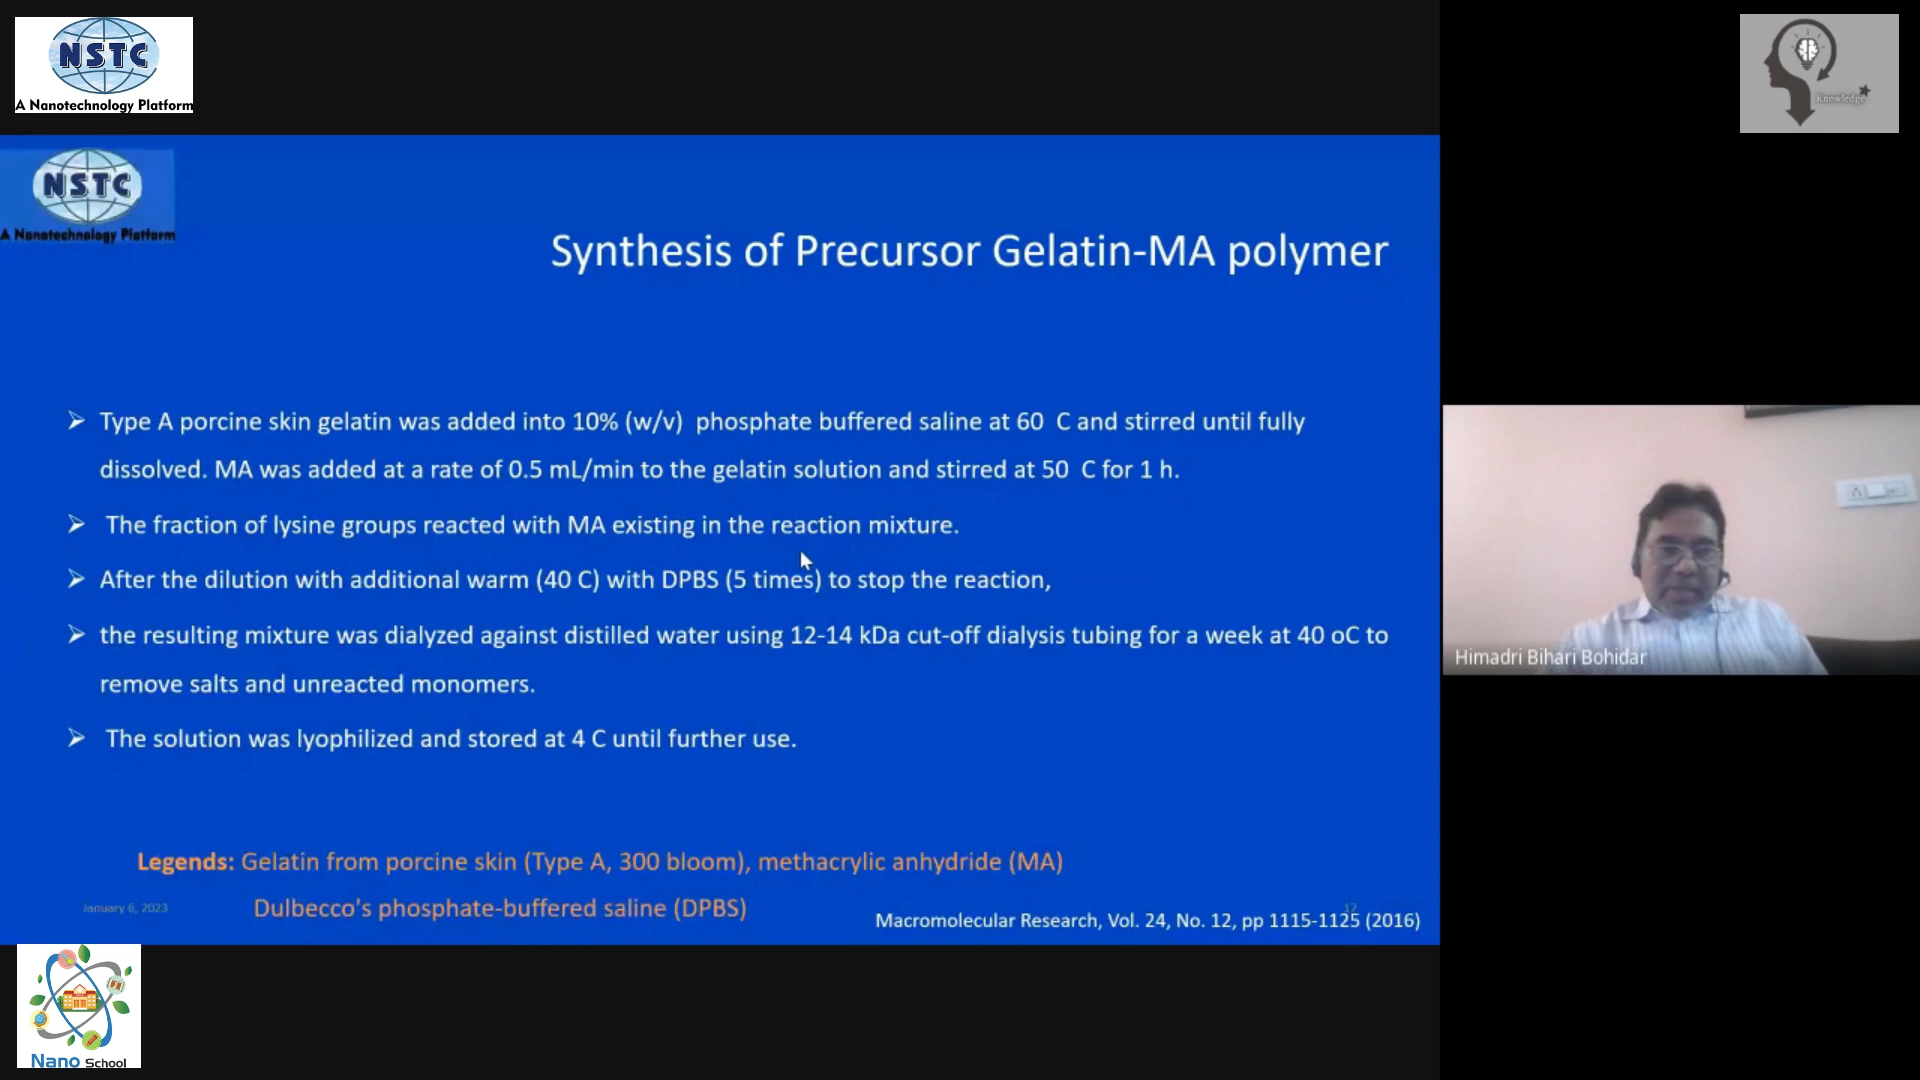 NSTC
A Nanotechnology Platform
Knowledge
NSTC
A Nanotechnology Platform
Synthesis of Precursor Gelatin-MA polymer
➢ Type A porcine skin gelatin was added into 10% (w/v)  phosphate buffered saline at 60  C and stirred until fully
dissolved. MA was added at a rate of 0.5 mL/min to the gelatin solution and stirred at 50  C for 1 h.
➢ The fraction of lysine groups reacted with MA existing in the reaction mixture.
➢ After the dilution with additional warm (40 C) with DPBS (5 times) to stop the reaction,
➢ the resulting mixture was dialyzed against distilled water using 12-14 kDa cut-off dialysis tubing for a week at 40 oC to
remove salts and unreacted monomers.
➢ The solution was lyophilized and stored at 4 C until further use.
Himadri Bihari Bohidar
Legends: Gelatin from porcine skin (Type A, 300 bloom), methacrylic anhydride (MA)
Dulbecco's phosphate-buffered saline (DPBS)
January 6, 2023
17
Macromolecular Research, Vol. 24, No. 12, pp 1115-1125 (2016)
Nano School